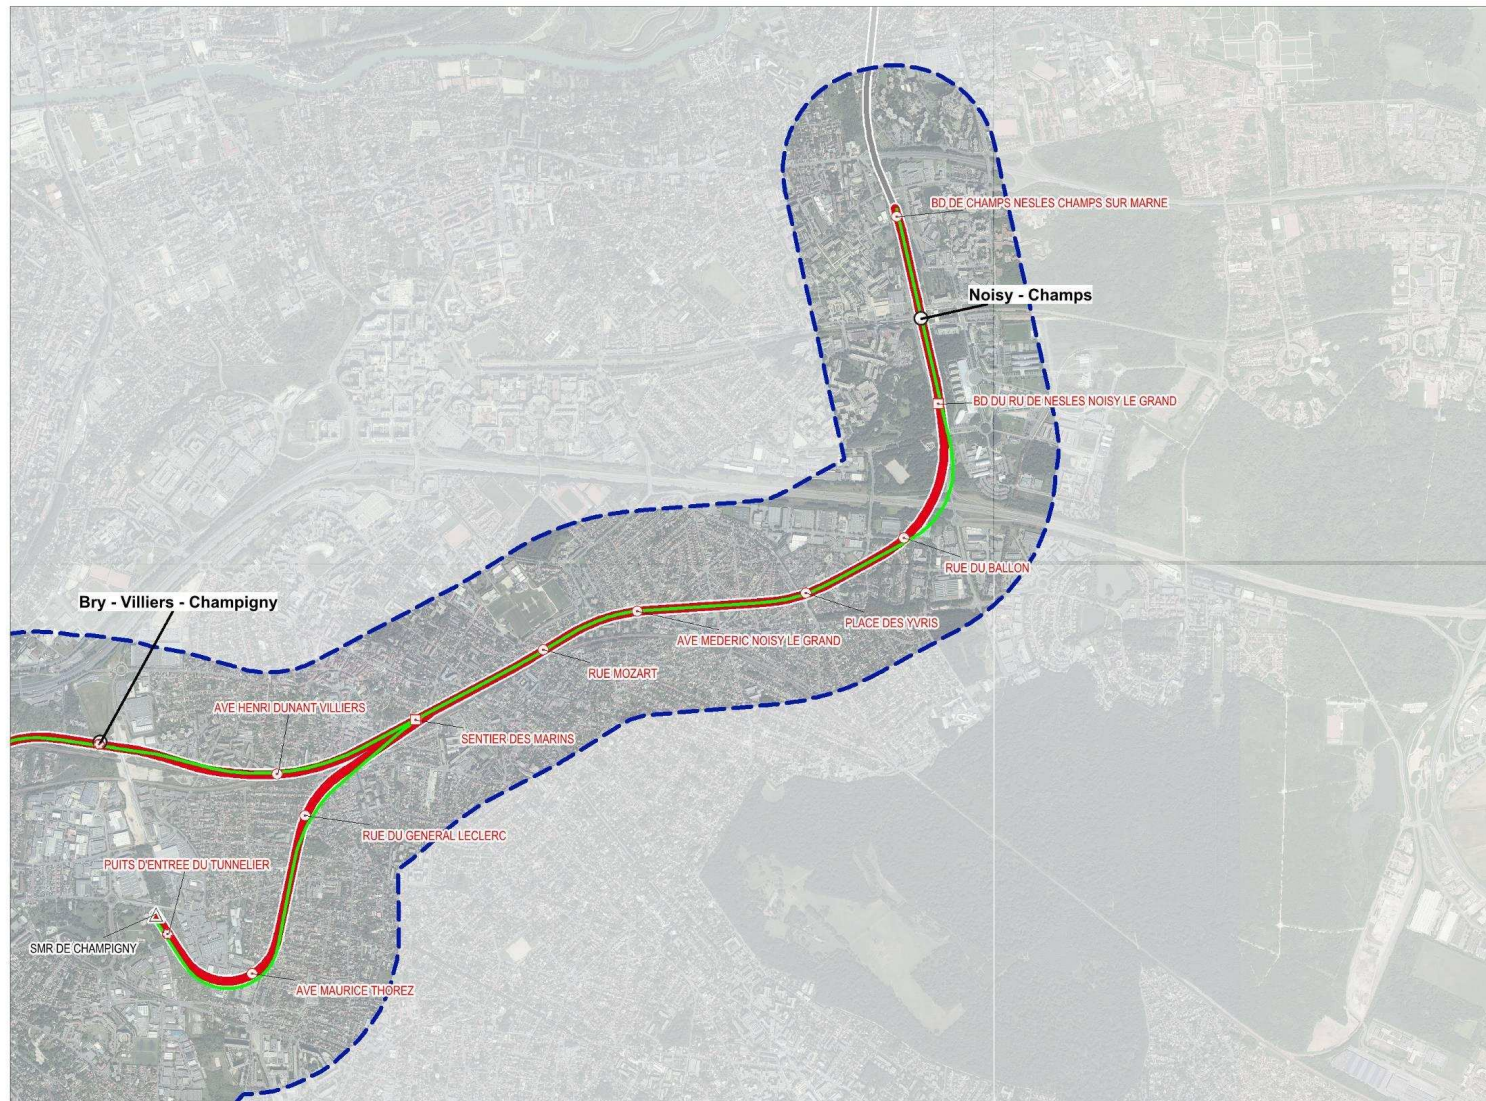 BD DE CHAMPS NESLES CHAMPS SUR MARNE
Noisy - Champs
BD DU RU DE NESLES NOISY LE GRAND
RUE DU BALLON
Bry - Villiers - Champigny
PLACE DES YVRIS
AVE MEDERIC NOISY LE GRAND
RUE MOZART
AVE HENRI DUNANT VILLIERS
SENTIER DES MARINS
RUE DU GENERAL LECLERC
PUITS D'ENTREE DU TUNNELIER
SMR DE CHAMPIGNY
AVE MAURICE THOREZ